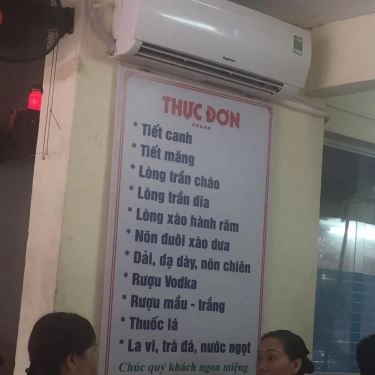 THỰC ĐƠN
*****
* Tiết canh
* Tiết măng
* Lòng trần cháo
* Lòng trần đĩa
* Lòng xào hành răm
* Nõn đuôi xào dưa
* Dải, dạ dày, nõn chiên
* Rượu Vodka
* Rượu mầu - trắng
* Thuốc lá
* La vi, trà đá, nước ngọt
Chúc quý khách ngon miệng